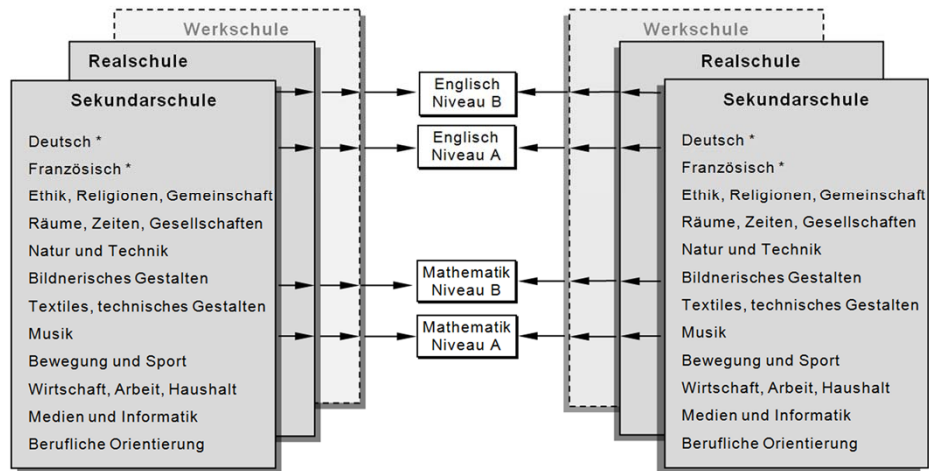 Werkschule
Realschule
Sekundarschule
Deutsch *
Französisch *
Ethik, Religionen, Gemeinschaft
Räume, Zeiten, Gesellschaften
Natur und Technik
Bildnerisches Gestalten
Textiles, technisches Gestalten
Musik
Bewegung und Sport
Wirtschaft, Arbeit, Haushalt
Medien und Informatik
Berufliche Orientierung
Englisch
Niveau B
Englisch
Niveau A
Mathematik
Niveau B
Mathematik
Niveau A
Werkschule
Realschule
Sekundarschule
Deutsch *
Französisch *
Ethik, Religionen, Gemeinschaft
Räume, Zeiten, Gesellschaften
Natur und Technik
Bildnerisches Gestalten
Textiles, technisches Gestalten
Musik
Bewegung und Sport
Wirtschaft, Arbeit, Haushalt
Medien und Informatik
Berufliche Orientierung